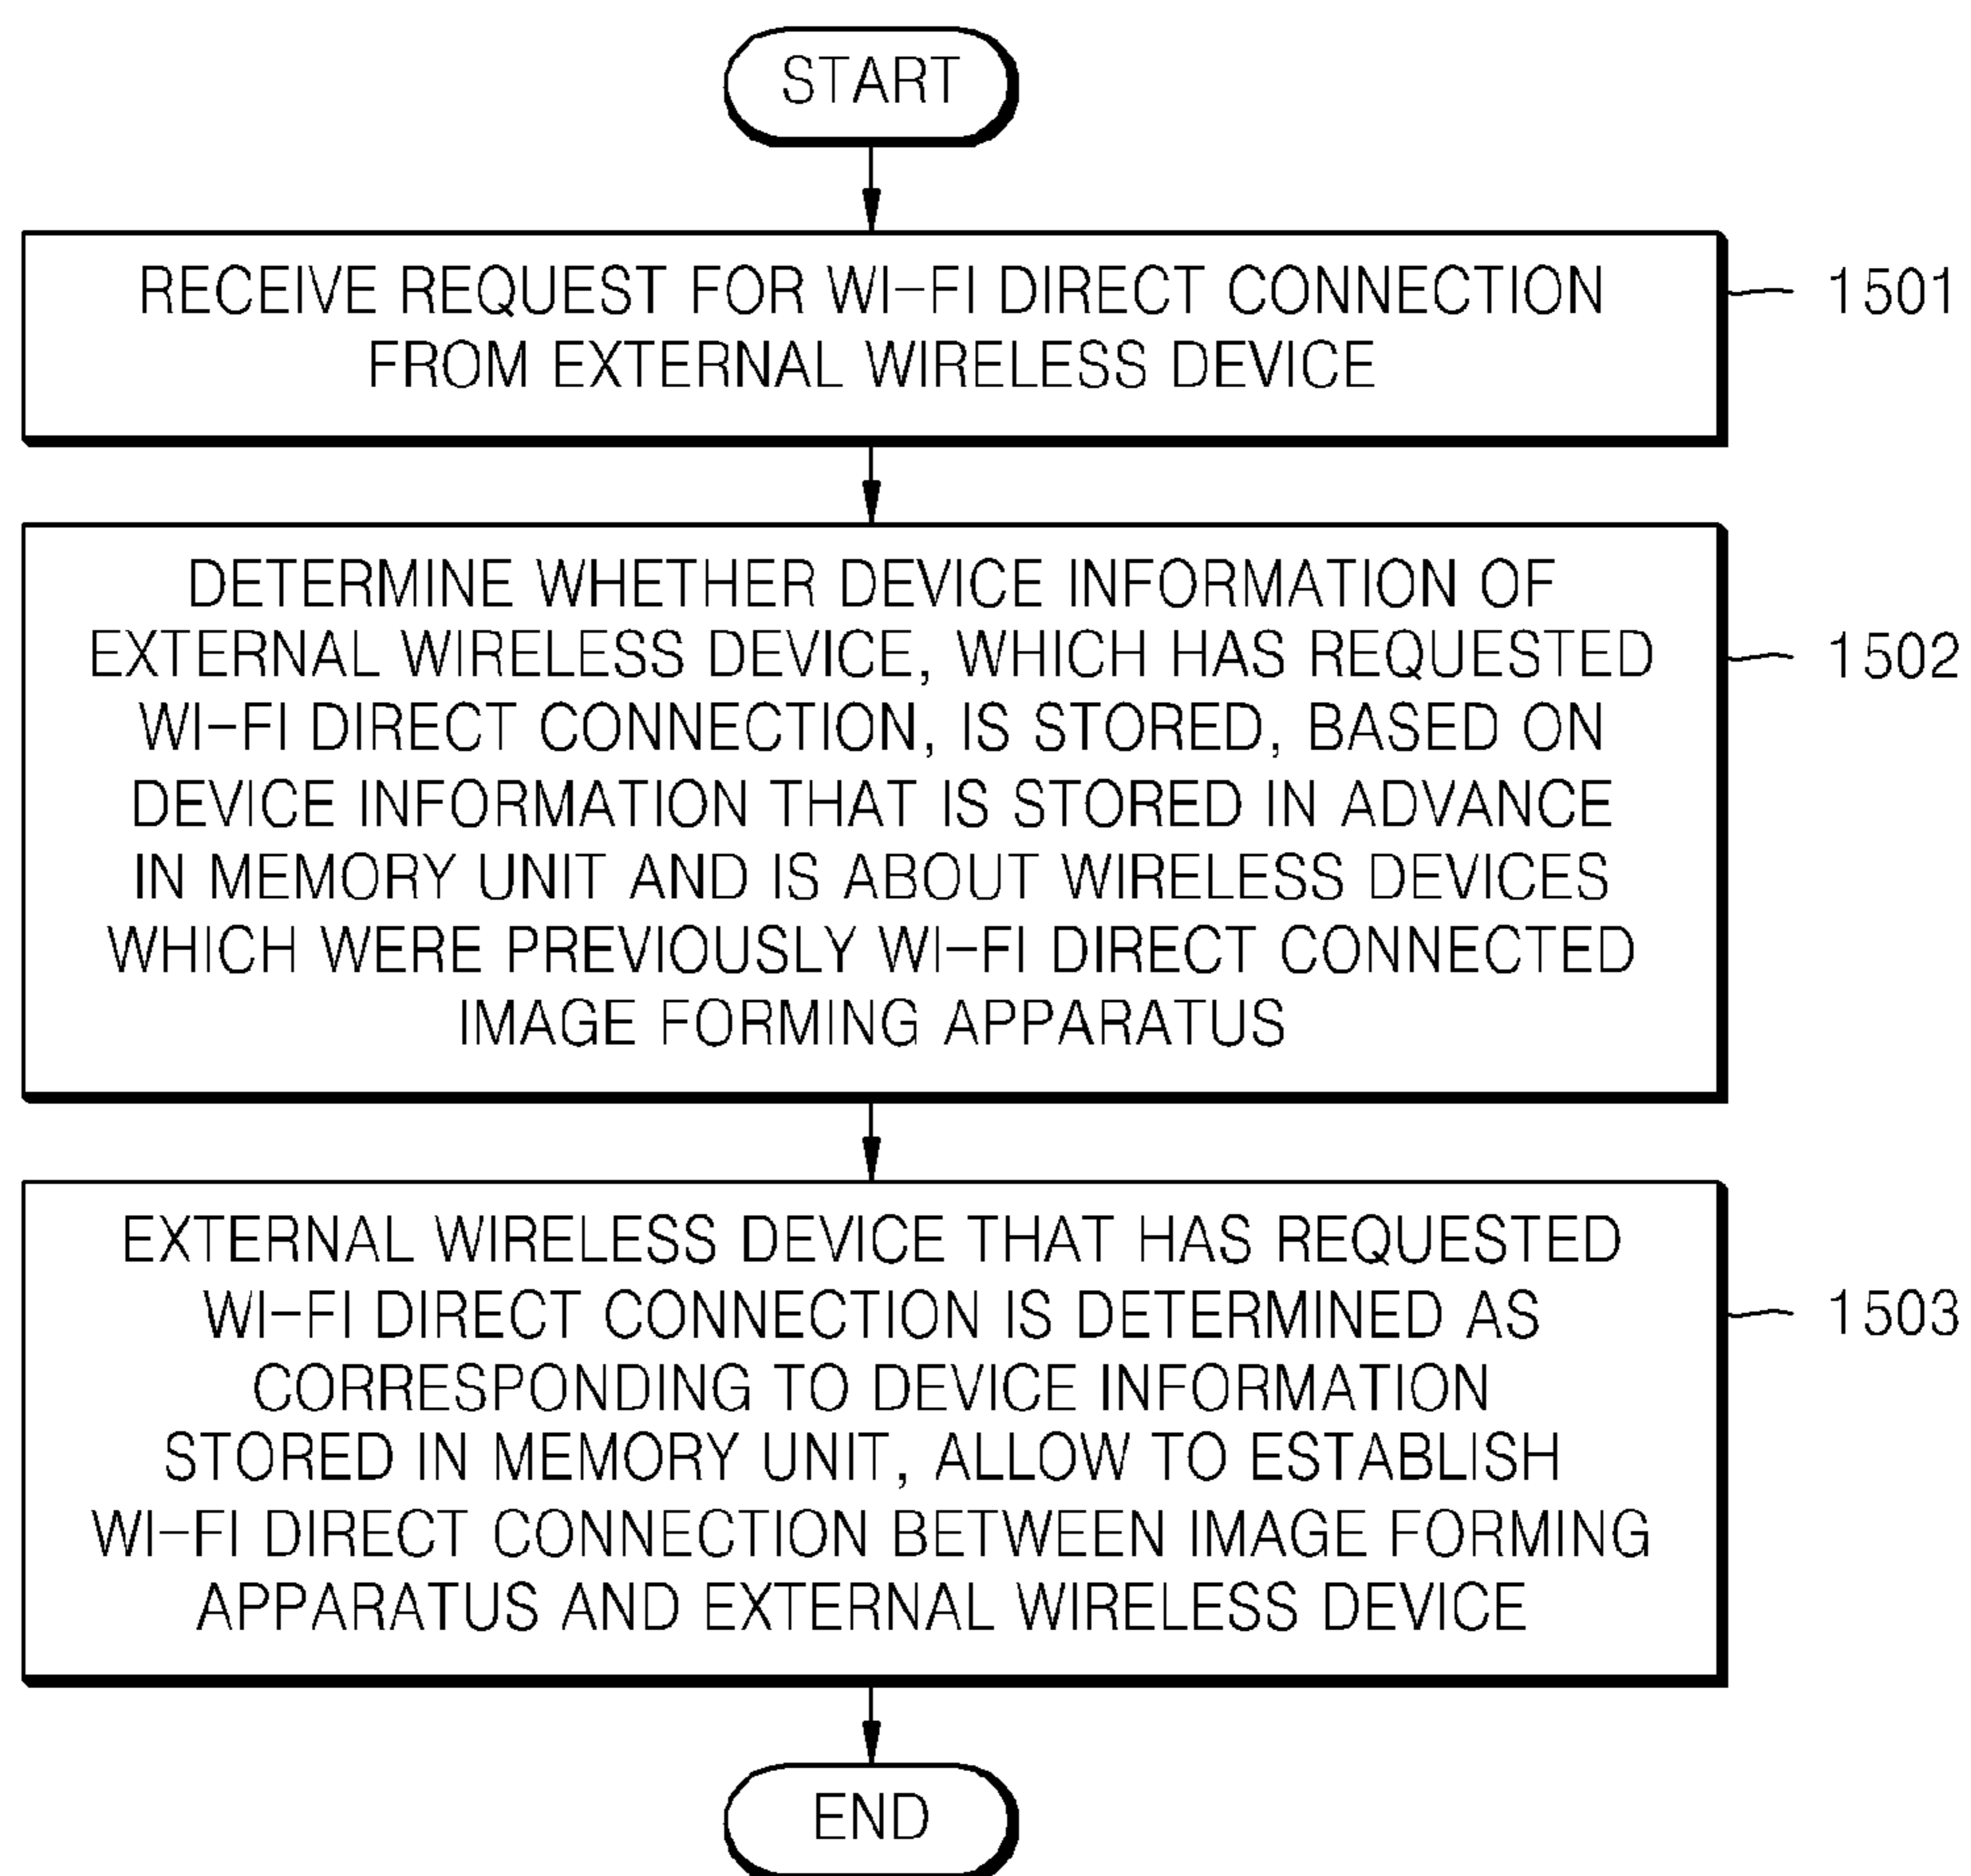 START
RECEIVE REQUEST FOR WI-FI DIRECT CONNECTION
FROM EXTERNAL WIRELESS DEVICE
1501
DETERMINE WHETHER DEVICE INFORMATION OF
EXTERNAL WIRELESS DEVICE, WHICH HAS REQUESTED
WI-FI DIRECT CONNECTION, IS STORED, BASED ON
DEVICE INFORMATION THAT IS STORED IN ADVANCE
IN MEMORY UNIT AND IS ABOUT WIRELESS DEVICES
WHICH WERE PREVIOUSLY WI-FI DIRECT CONNECTED
IMAGE FORMING APPARATUS
1502
EXTERNAL WIRELESS DEVICE THAT HAS REQUESTED
WI-FI DIRECT CONNECTION IS DETERMINED AS
CORRESPONDING TO DEVICE INFORMATION
STORED IN MEMORY UNIT, ALLOW TO ESTABLISH
WI-FI DIRECT CONNECTION BETWEEN IMAGE FORMING
APPARATUS AND EXTERNAL WIRELESS DEVICE
1503
END